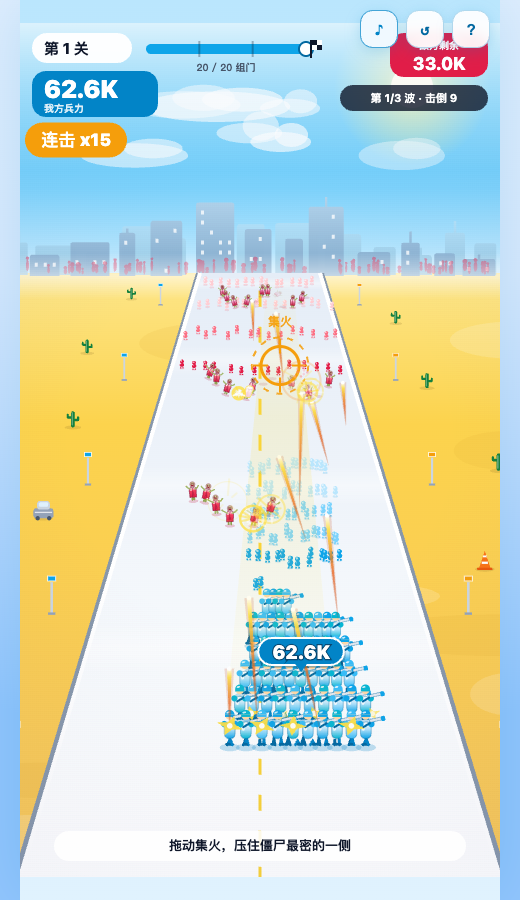 第 1 关
♪ ↺ ?
20 / 20 组门
33.0K
62.6K
我方兵力
第 1/3 波 · 击倒 9
连击 x15
集火
62.6K
拖动集火，压住僵尸最密的一侧